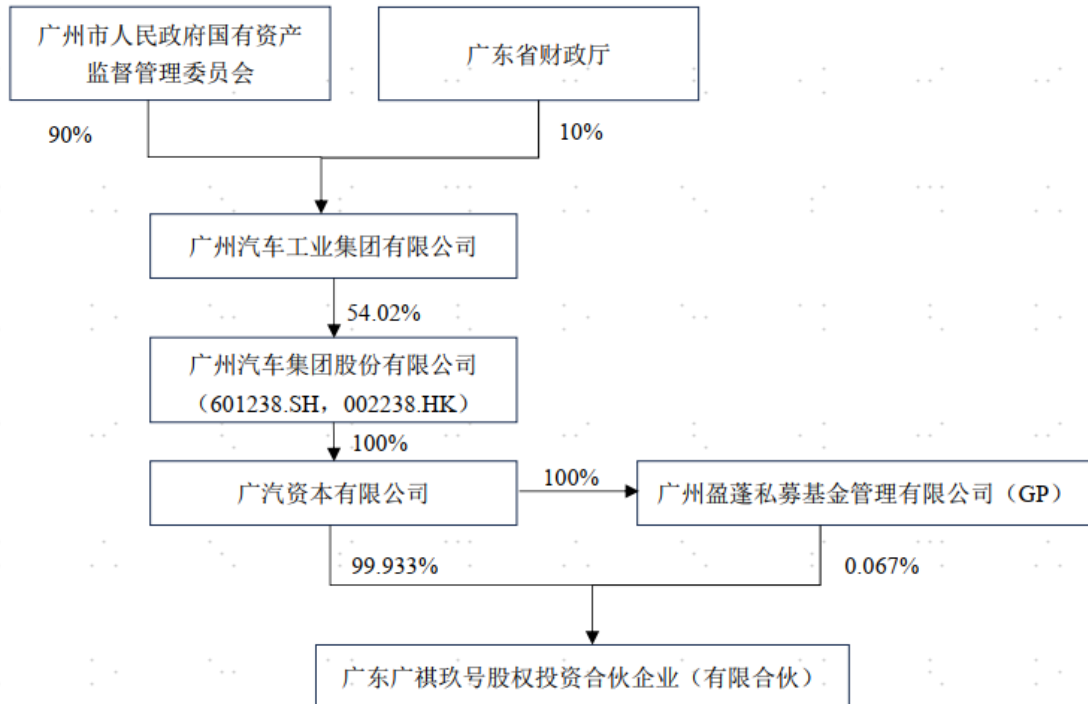 广州市人民政府国有资产
监督管理委员会
广东省财政厅
90%
10%
广州汽车工业集团有限公司
54.02%
广州汽车集团股份有限公司
（601238.SH，002238.HK）
100%
广汽资本有限公司
100%
广州盈蓬私募基金管理有限公司（GP）
99.933%
0.067%
广东广祺玖号股权投资合伙企业（有限合伙）